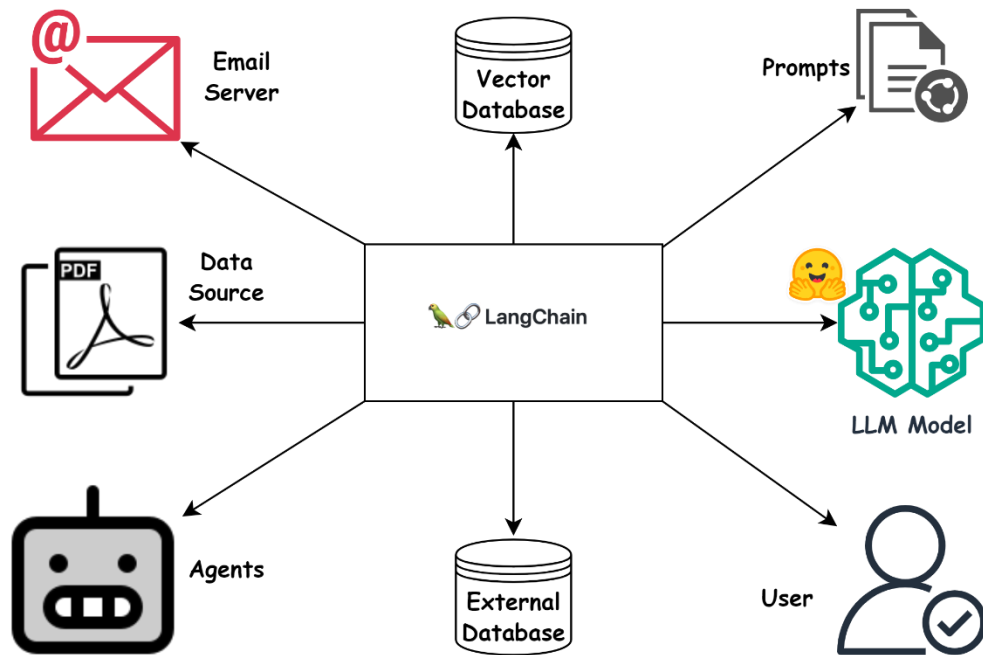 @
Email
Server
Vector
Database
Prompts
PDF
Data
Source
LangChain
LLM Model
Agents
External
Database
User